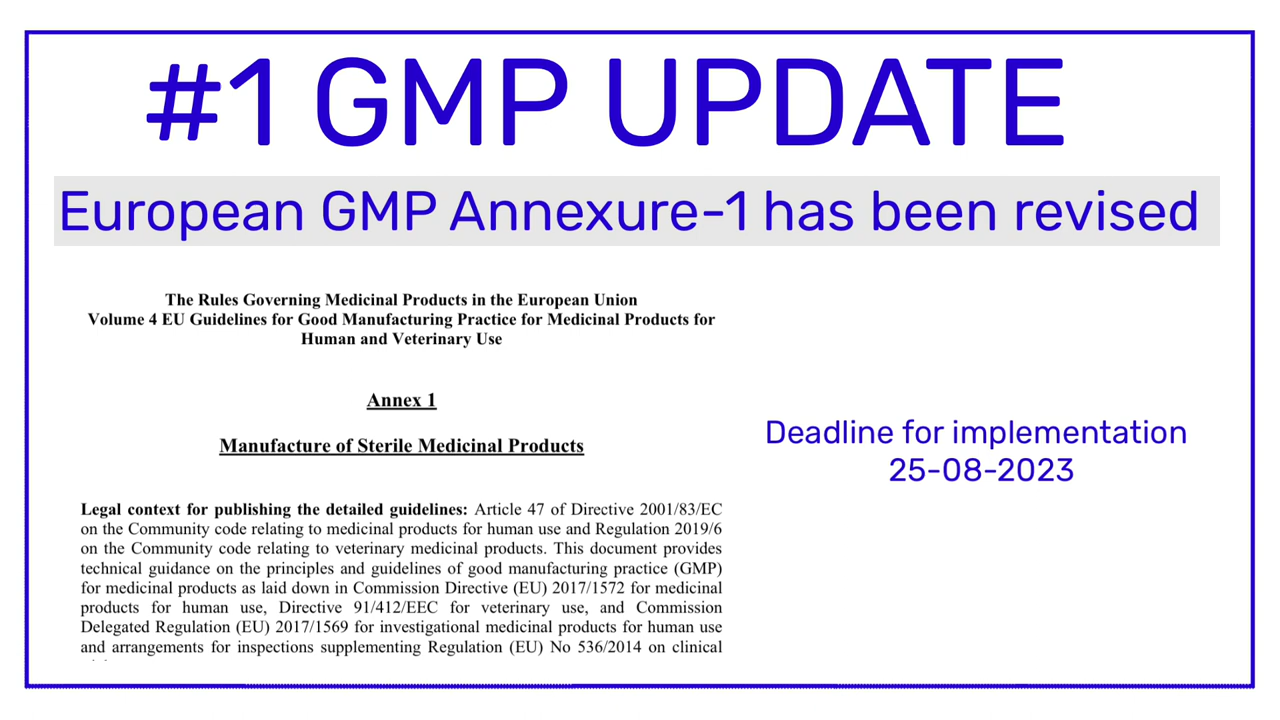 #1 GMP UPDATE
European GMP Annexure-1 has been revised
The Rules Governing Medicinal Products in the European Union
Volume 4 EU Guidelines for Good Manufacturing Practice for Medicinal Products for
Human and Veterinary Use
Annex 1
Manufacture of Sterile Medicinal Products
Legal context for publishing the detailed guidelines: Article 47 of Directive 2001/83/EC
on the Community code relating to medicinal products for human use and Regulation 2019/6
on the Community code relating to veterinary medicinal products. This document provides
technical guidance on the principles and guidelines of good manufacturing practice (GMP)
for medicinal products as laid down in Commission Directive (EU) 2017/1572 for medicinal
products for human use, Directive 91/412/EEC for veterinary use, and Commission
Delegated Regulation (EU) 2017/1569 for investigational medicinal products for human use
and arrangements for inspections supplementing Regulation (EU) No 536/2014 on clinical
Deadline for implementation
25-08-2023